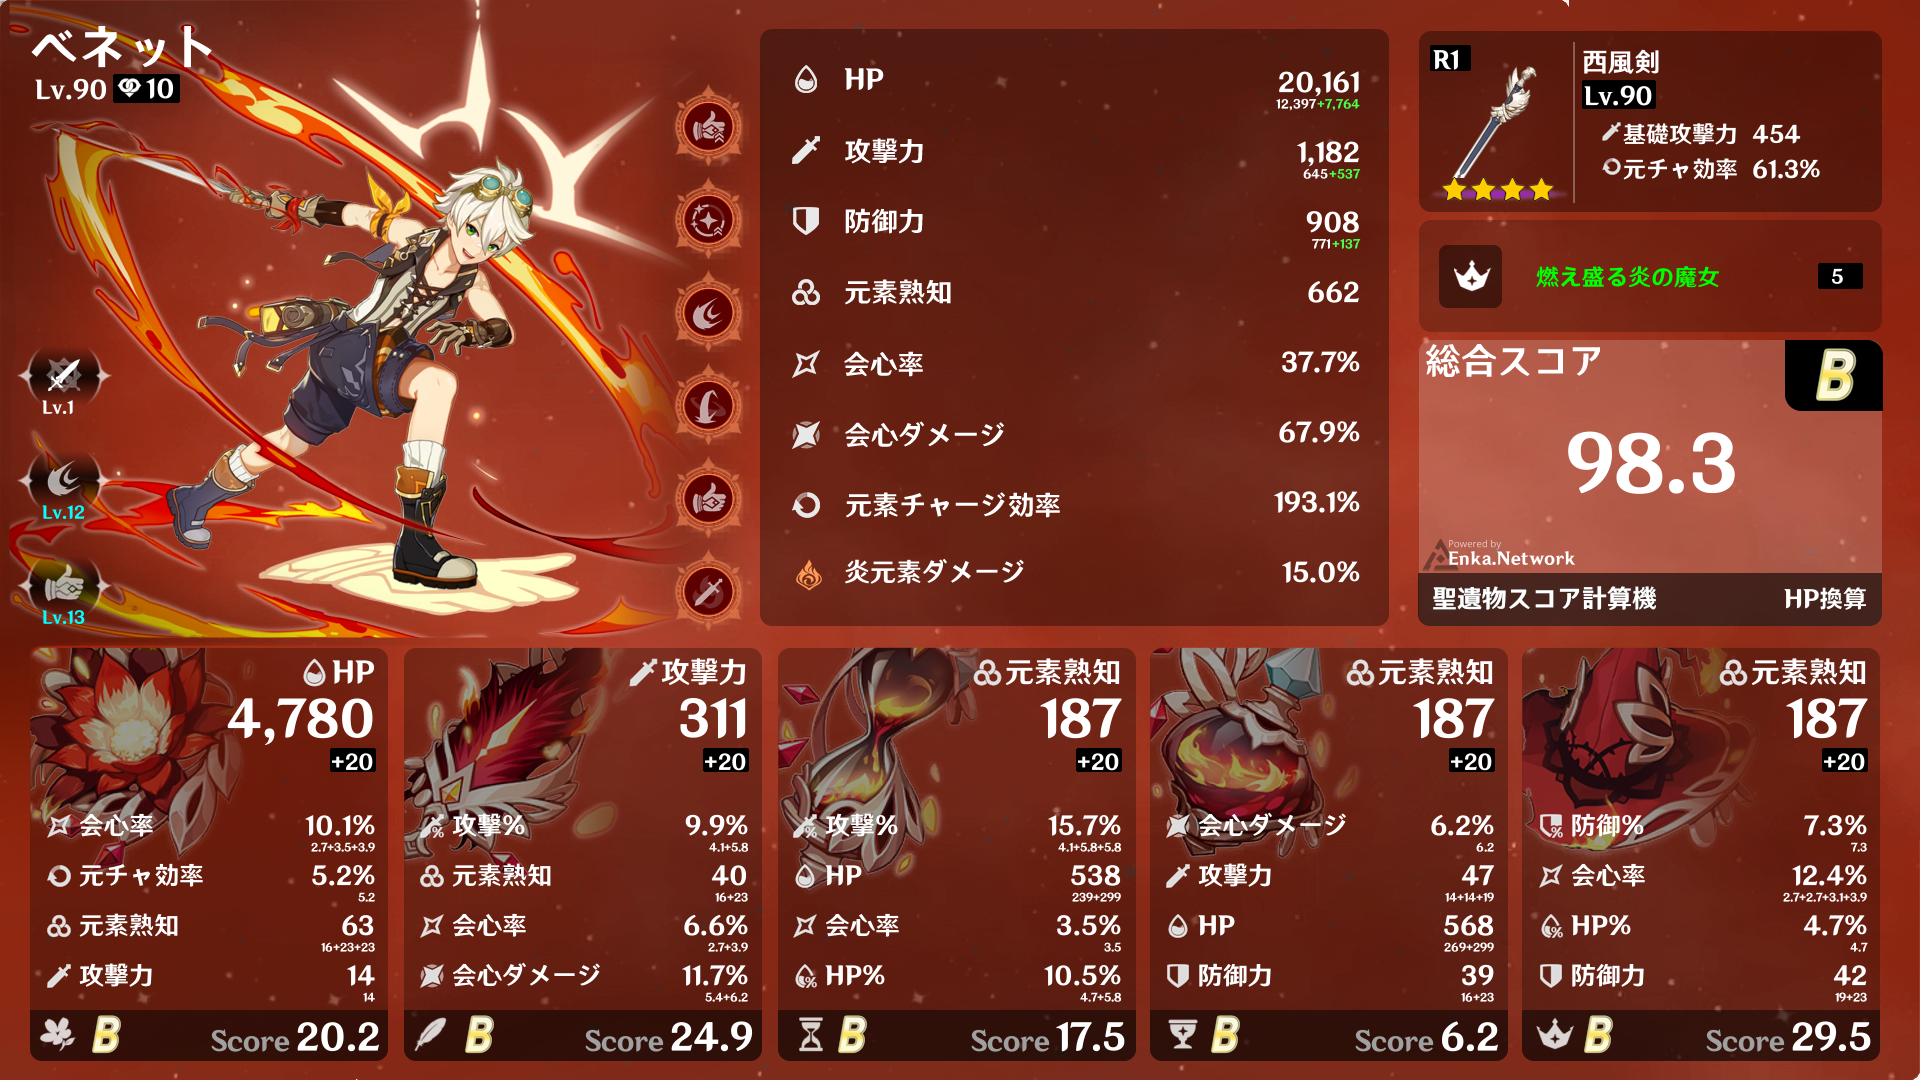 ベネット
Lv.90 10
Lv.1
Lv.12
Lv.13
HP 20,161
12,397+7,764
攻撃力 1,182
645+537
防御力 908
771+137
元素熟知 662
会心率 37.7%
会心ダメージ 67.9%
元素チャージ効率 193.1%
炎元素ダメージ 15.0%
R1 西風剣
Lv.90
基礎攻撃力 454
元チャ効率 61.3%
燃え盛る炎の魔女 5
総合スコア B
98.3
Powered by
Enka.Network
聖遺物スコア計算機 HP換算
HP
4,780
+20
会心率 10.1%
2.7+3.5+3.9
元チャ効率 5.2%
5.2
元素熟知 63
16+23+23
攻撃力 14
14
B Score 20.2
攻撃力
311
+20
攻撃% 9.9%
4.1+5.8
元素熟知 40
16+23
会心率 6.6%
2.7+3.9
会心ダメージ 11.7%
5.4+6.2
B Score 24.9
元素熟知
187
+20
攻撃% 15.7%
4.1+5.8+5.8
HP 538
239+299
会心率 3.5%
3.5
HP% 10.5%
4.7+5.8
B Score 17.5
元素熟知
187
+20
会心ダメージ 6.2%
6.2
攻撃力 47
14+14+19
HP 568
269+299
防御力 39
16+23
B Score 6.2
元素熟知
187
+20
防御% 7.3%
7.3
会心率 12.4%
2.7+2.7+3.1+3.9
HP% 4.7%
4.7
防御力 42
19+23
B Score 29.5